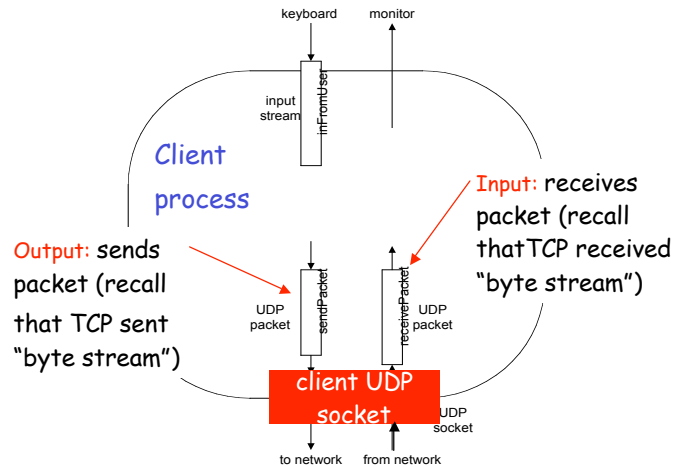 keyboard
monitor
input
stream
inFromUser
Client
process
Input: receives
packet (recall
thatTCP received
"byte stream")
Output: sends
packet (recall
that TCP sent
"byte stream")
UDP
packet
sendPacket
receivePacket
UDP
packet
client UDP
socket
UDP
socket
to network
from network